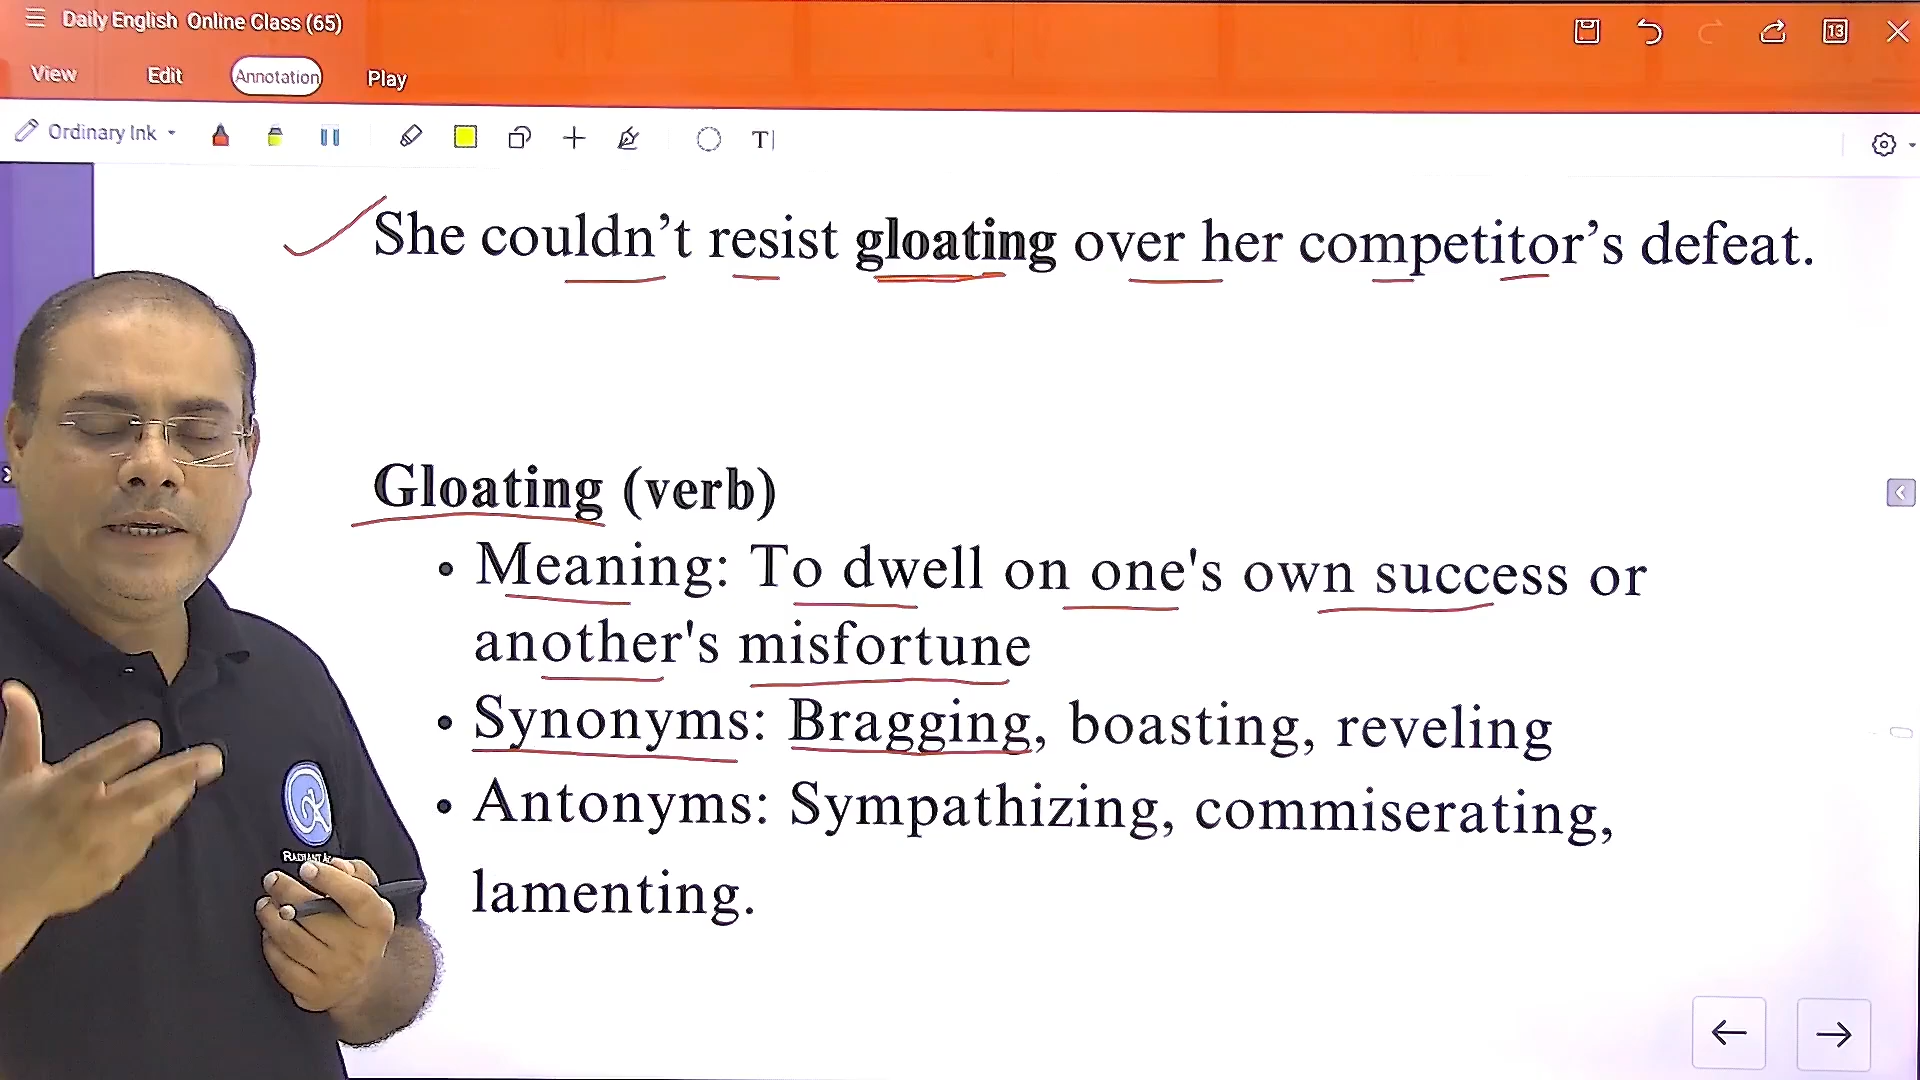 Daily English Online Class (65)
13
View Edit Annotation Play
Ordinary Ink
T
She couldn’t resist gloating over her competitor’s defeat.
Gloating (verb)
• Meaning: To dwell on one's own success or
another's misfortune
• Synonyms: Bragging, boasting, reveling
• Antonyms: Sympathizing, commiserating,
lamenting.